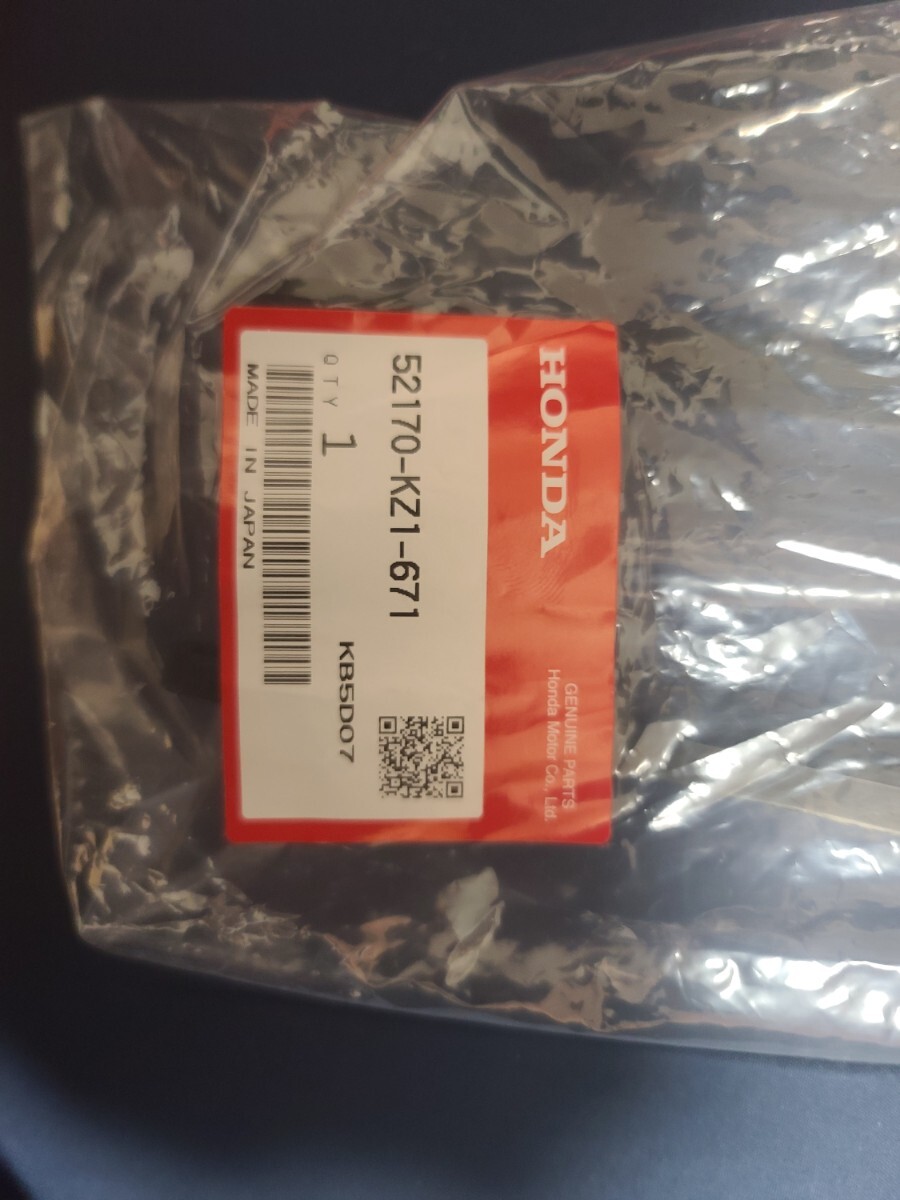 HONDA
GENUINE PARTS
Honda Motor Co., Ltd.
52170-KZ1-671
QTY 1
KB5D07
MADE IN JAPAN